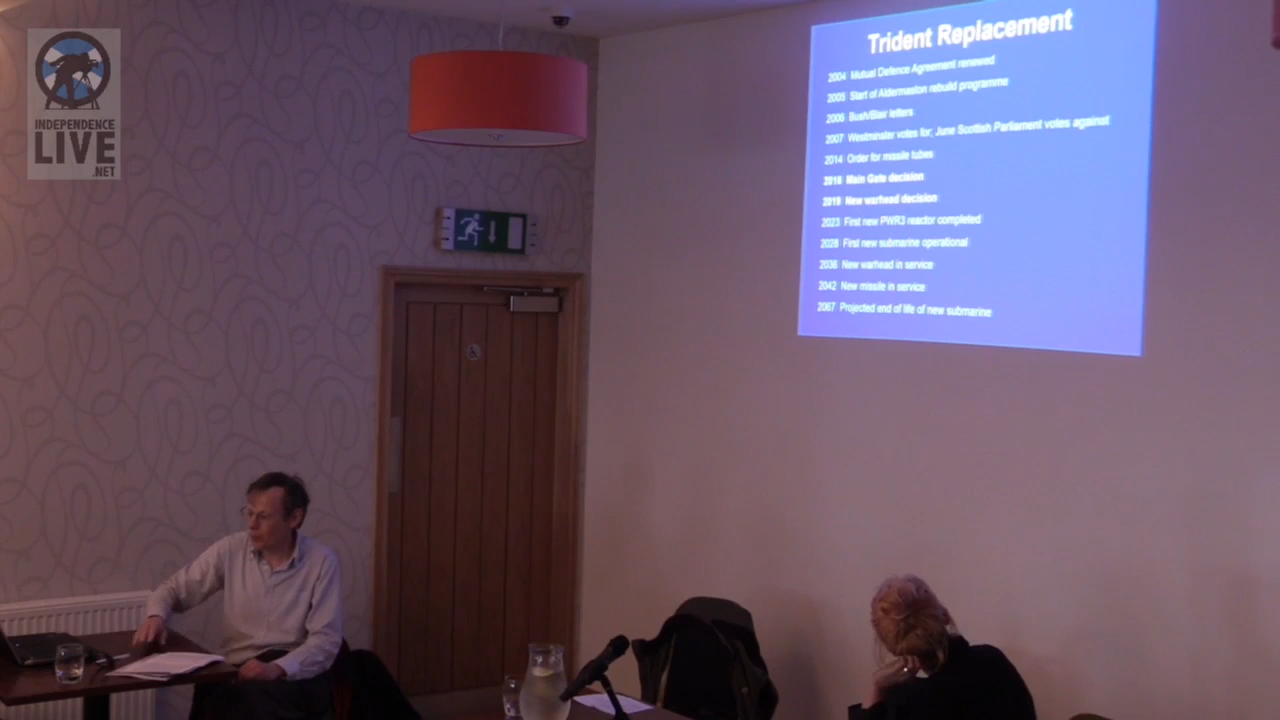 INDEPENDENCE
LIVE
.NET
Trident Replacement
2004 Mutual Defence Agreement renewed
2005 Start of Aldermaston rebuild programme
2006 Bush/Blair letters
2007 Westminster votes for; June Scottish Parliament votes against
2014 Order for missile tubes
2016 Main Gate decision
2019 New warhead decision
2023 First new PWR3 reactor completed
2028 First new submarine operational
2036 New warhead in service
2042 New missile in service
2067 Projected end of life of new submarine